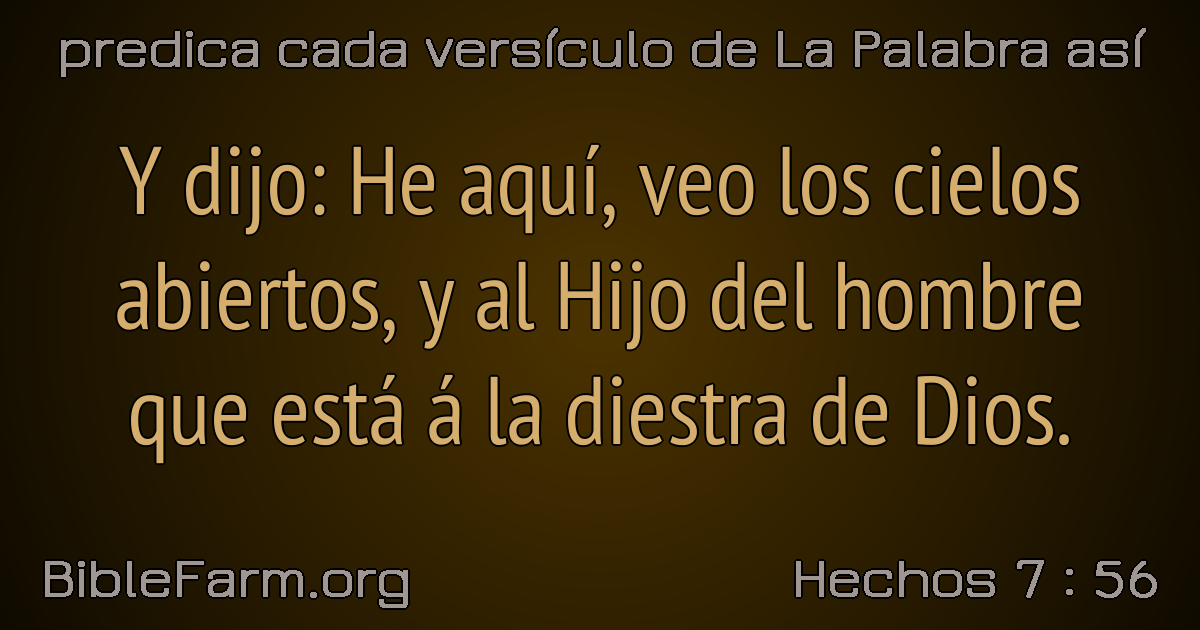 predica cada versículo de La Palabra así
Y dijo: He aquí, veo los cielos
abiertos, y al Hijo del hombre
que está á la diestra de Dios.
BibleFarm.org
Hechos 7 : 56